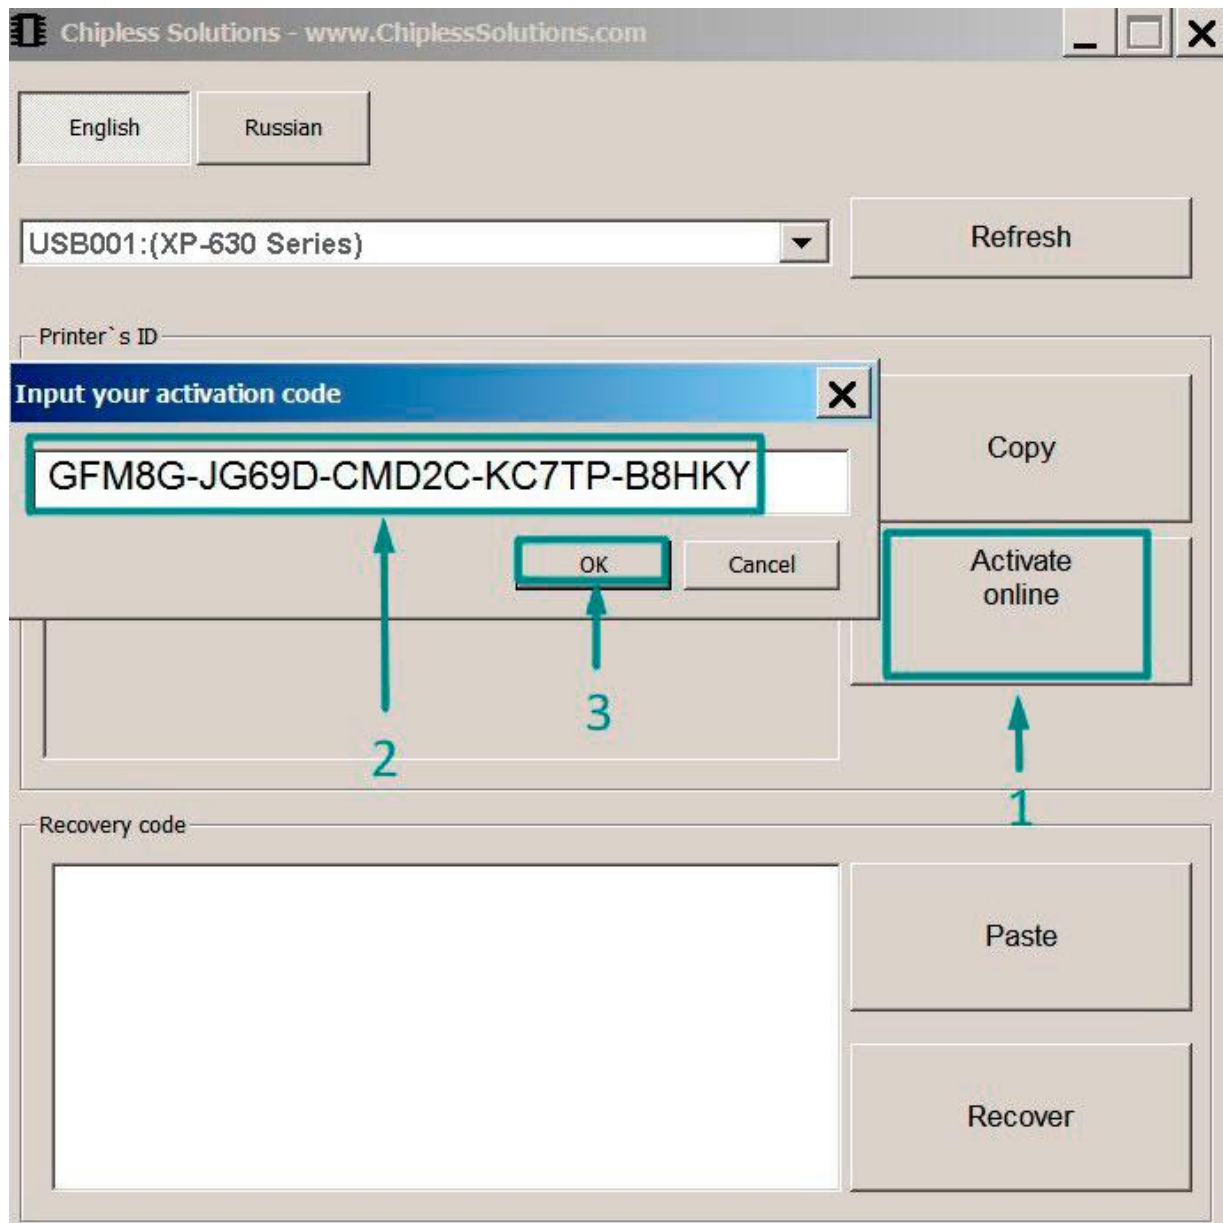 Chipless Solutions - www.ChiplessSolutions.com
English
Russian
USB001:(XP-630 Series)
Refresh
Printer`s ID
Input your activation code
GFM8G-JG69D-CMD2C-KC7TP-B8HKY
Copy
OK
Cancel
Activate
online
2
3
1
Recovery code
Paste
Recover